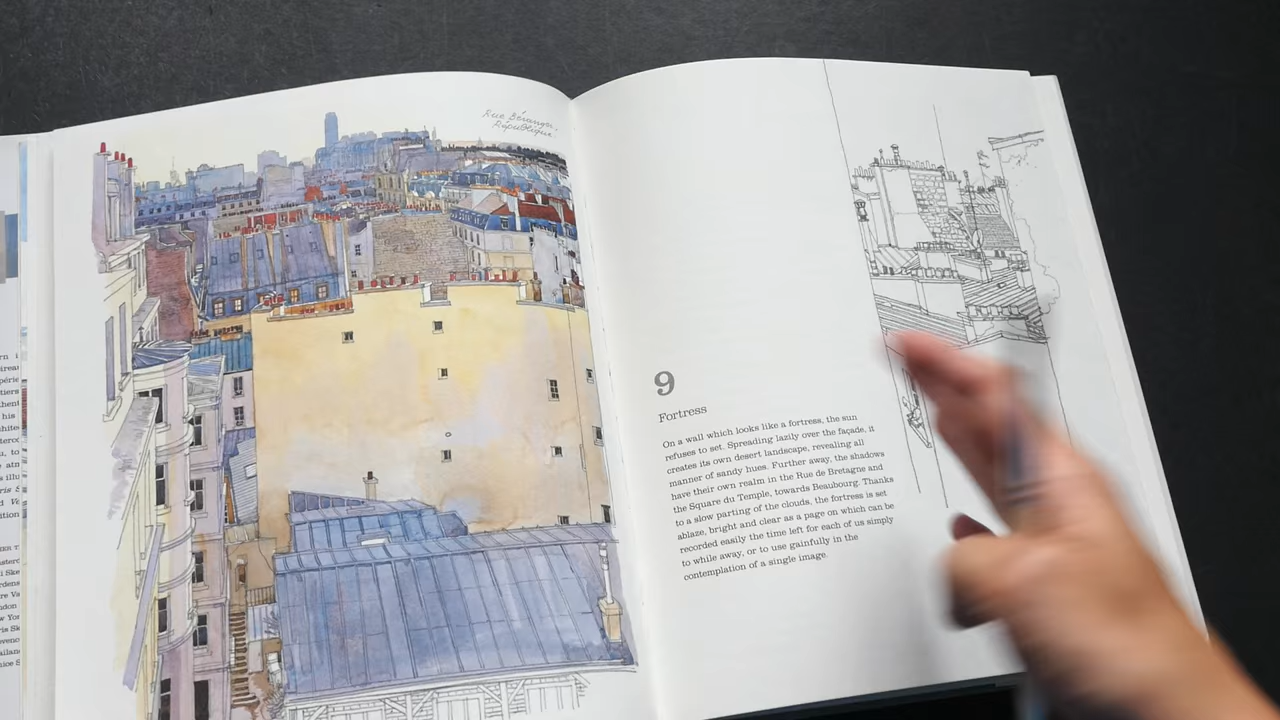 Rue Béranger.
République.
9
Fortress
On a wall which looks like a fortress, the sun
refuses to set. Spreading lazily over the façade, it
creates its own desert landscape, revealing all
manner of sandy hues. Further away, the shadows
have their own realm in the Rue de Bretagne and
the Square du Temple, towards Beaubourg. Thanks
to a slow parting of the clouds, the fortress is set
ablaze, bright and clear as a page on which can be
recorded easily the time left for each of us simply
to while away, or to use gainfully in the
contemplation of a single image.